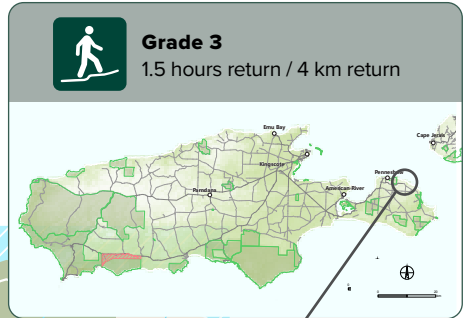 Grade 3
1.5 hours return / 4 km return
Emu Bay
Cape Jervis
Kingscote
Penneshaw
Parndana
American River